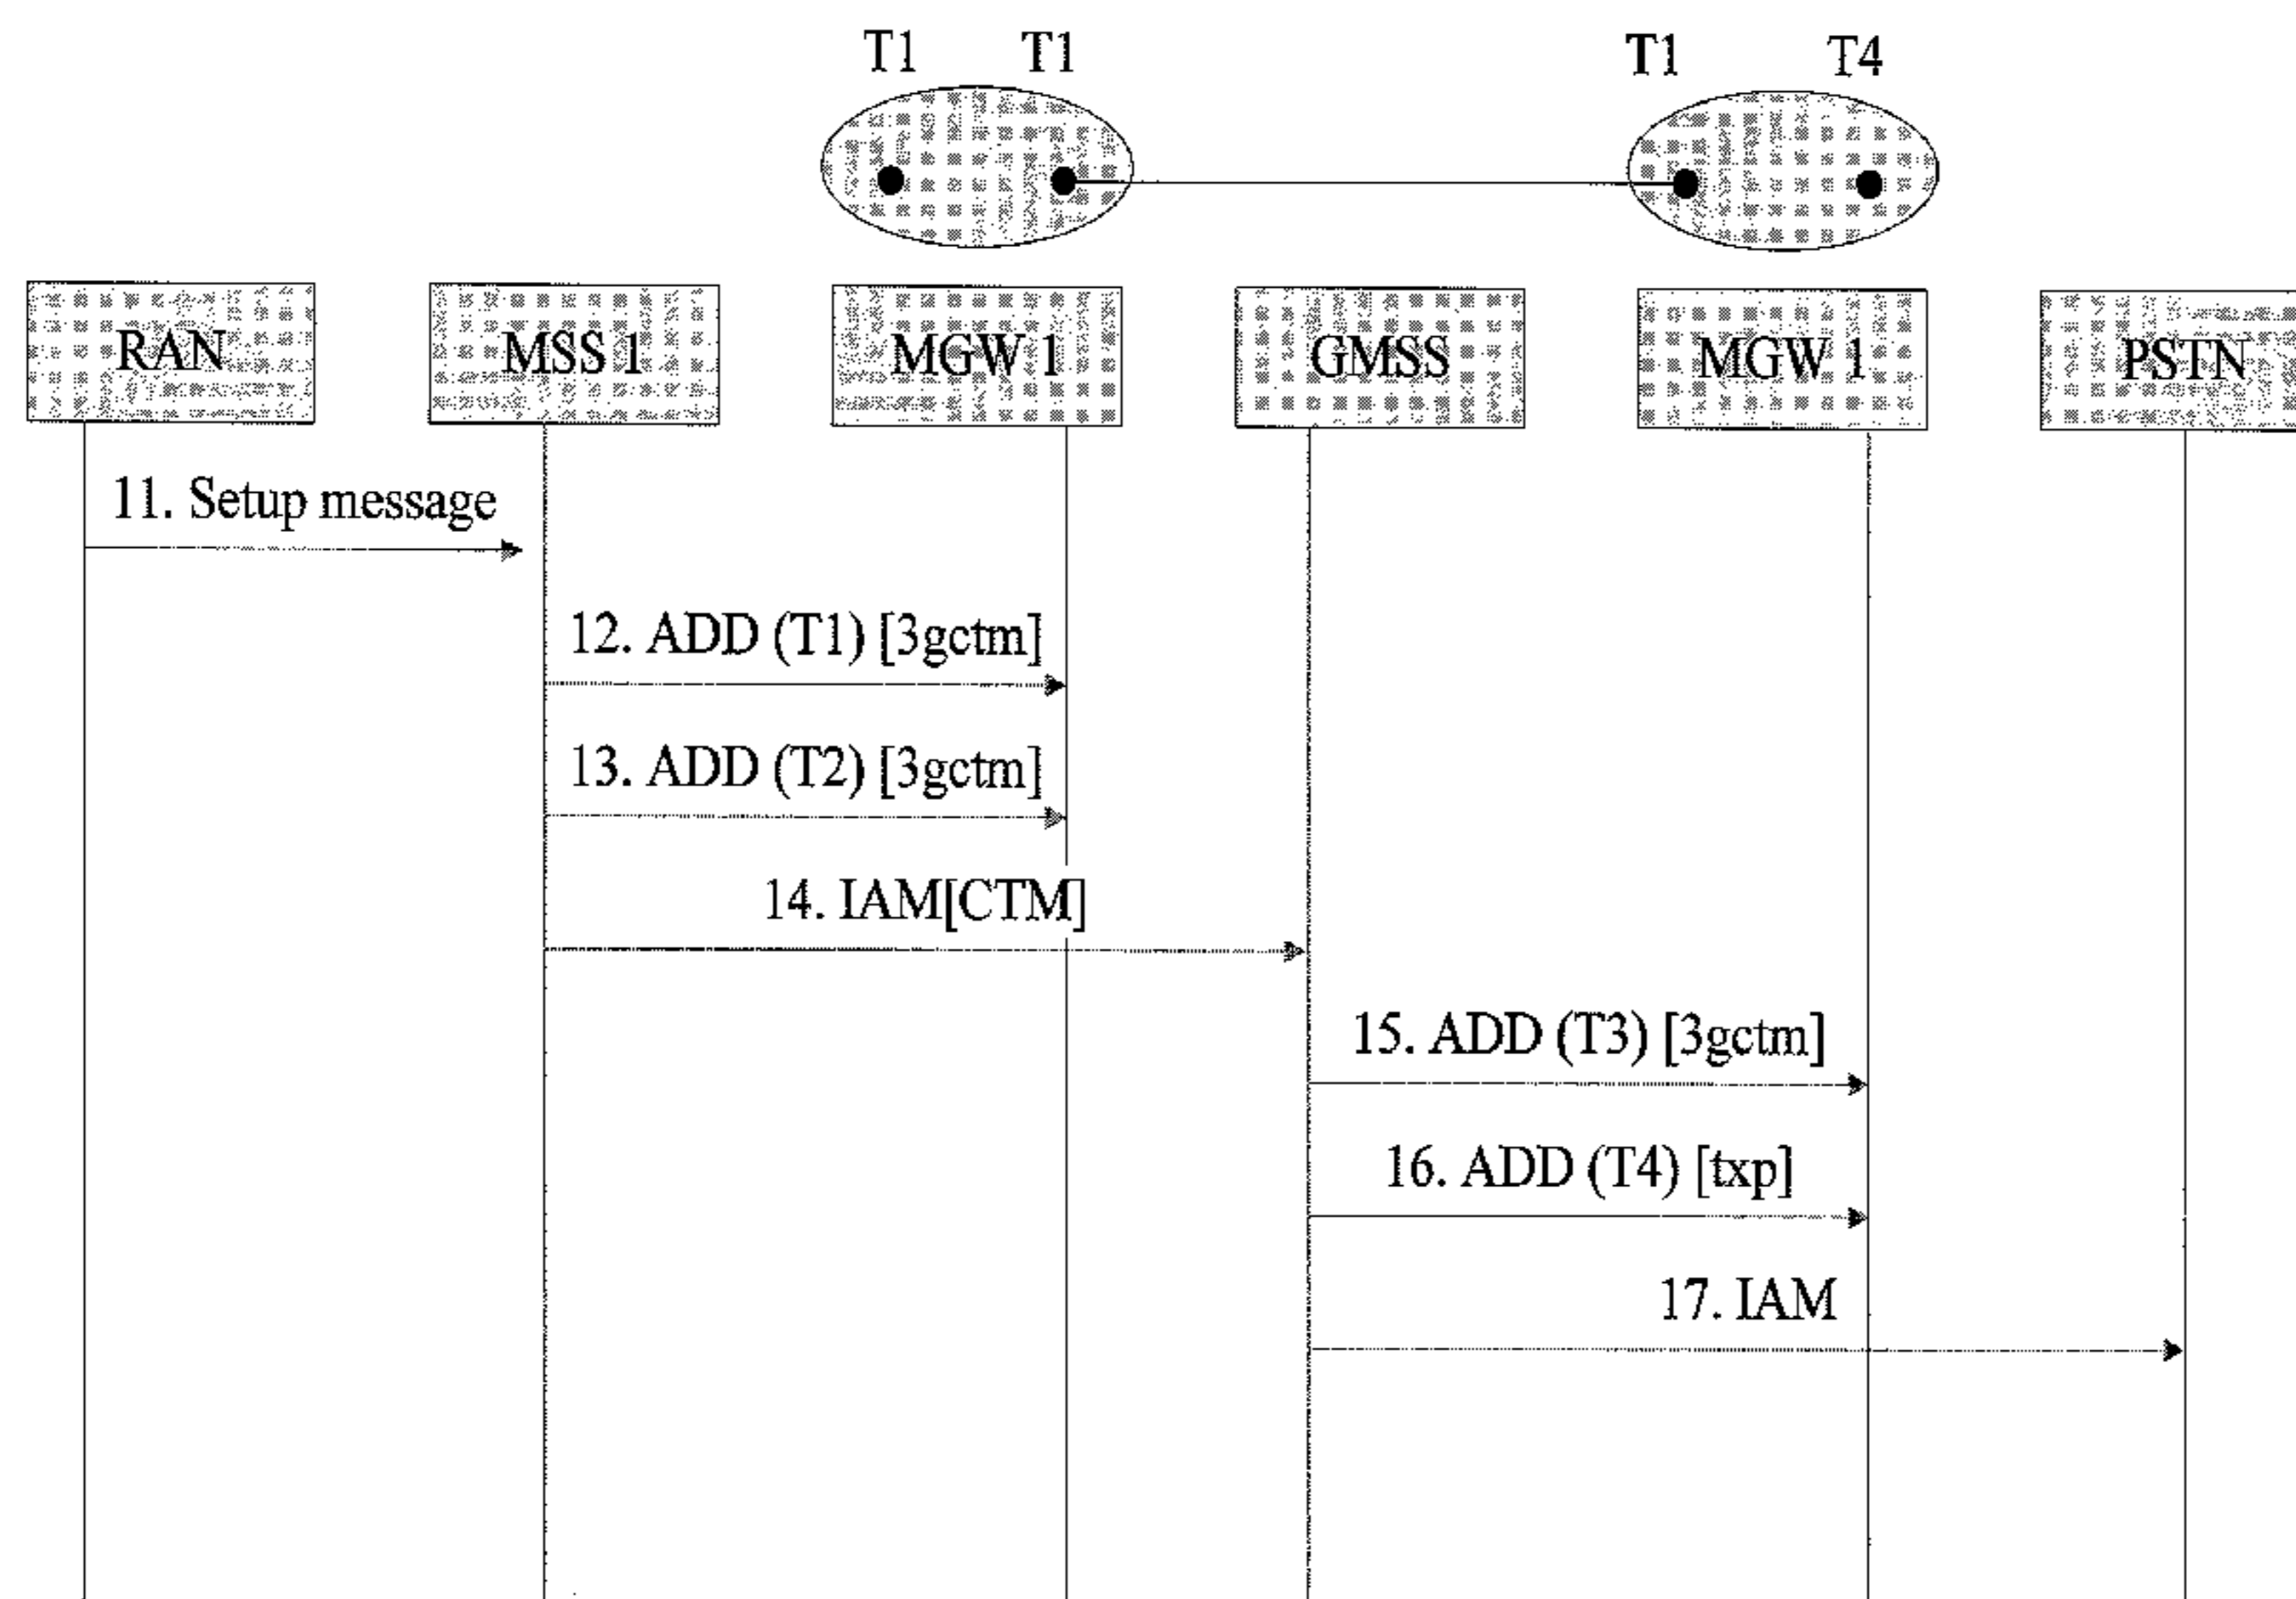 T1 T1 T1 T4
RAN MSS 1 MGW 1 GMSS MGW 1 PSTN
11. Setup message
12. ADD (T1) [3gctm]
13. ADD (T2) [3gctm]
14. IAM[CTM]
15. ADD (T3) [3gctm]
16. ADD (T4) [txp]
17. IAM